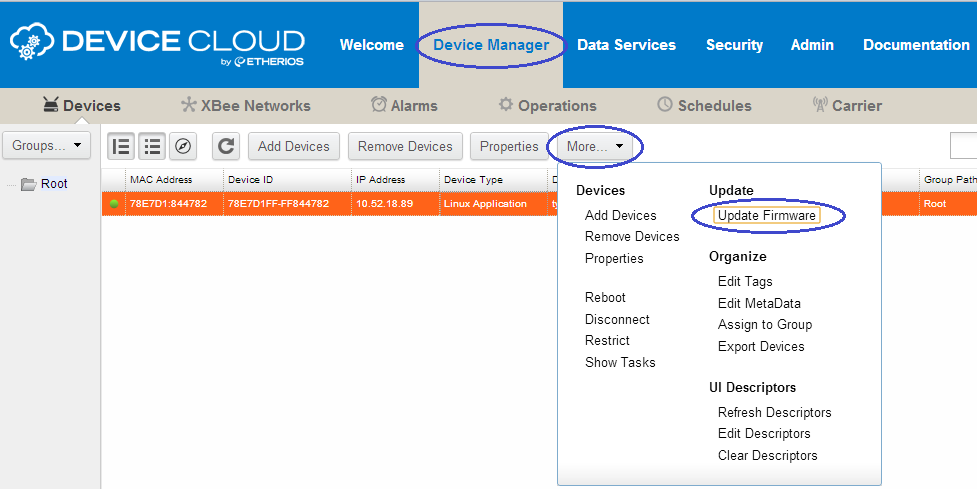 DEVICE CLOUD
by ETHERIOS
Welcome Device Manager Data Services Security Admin Documentation
Devices XBee Networks Alarms Operations Schedules Carrier
Groups... Add Devices Remove Devices Properties More...
Root
MAC Address Device ID IP Address Device Type D Group Path
78E7D1:844782 78E7D1FF-FF844782 10.52.18.89 Linux Application Root
Devices
Add Devices
Remove Devices
Properties
Reboot
Disconnect
Restrict
Show Tasks
Update
Update Firmware
Organize
Edit Tags
Edit MetaData
Assign to Group
Export Devices
UI Descriptors
Refresh Descriptors
Edit Descriptors
Clear Descriptors